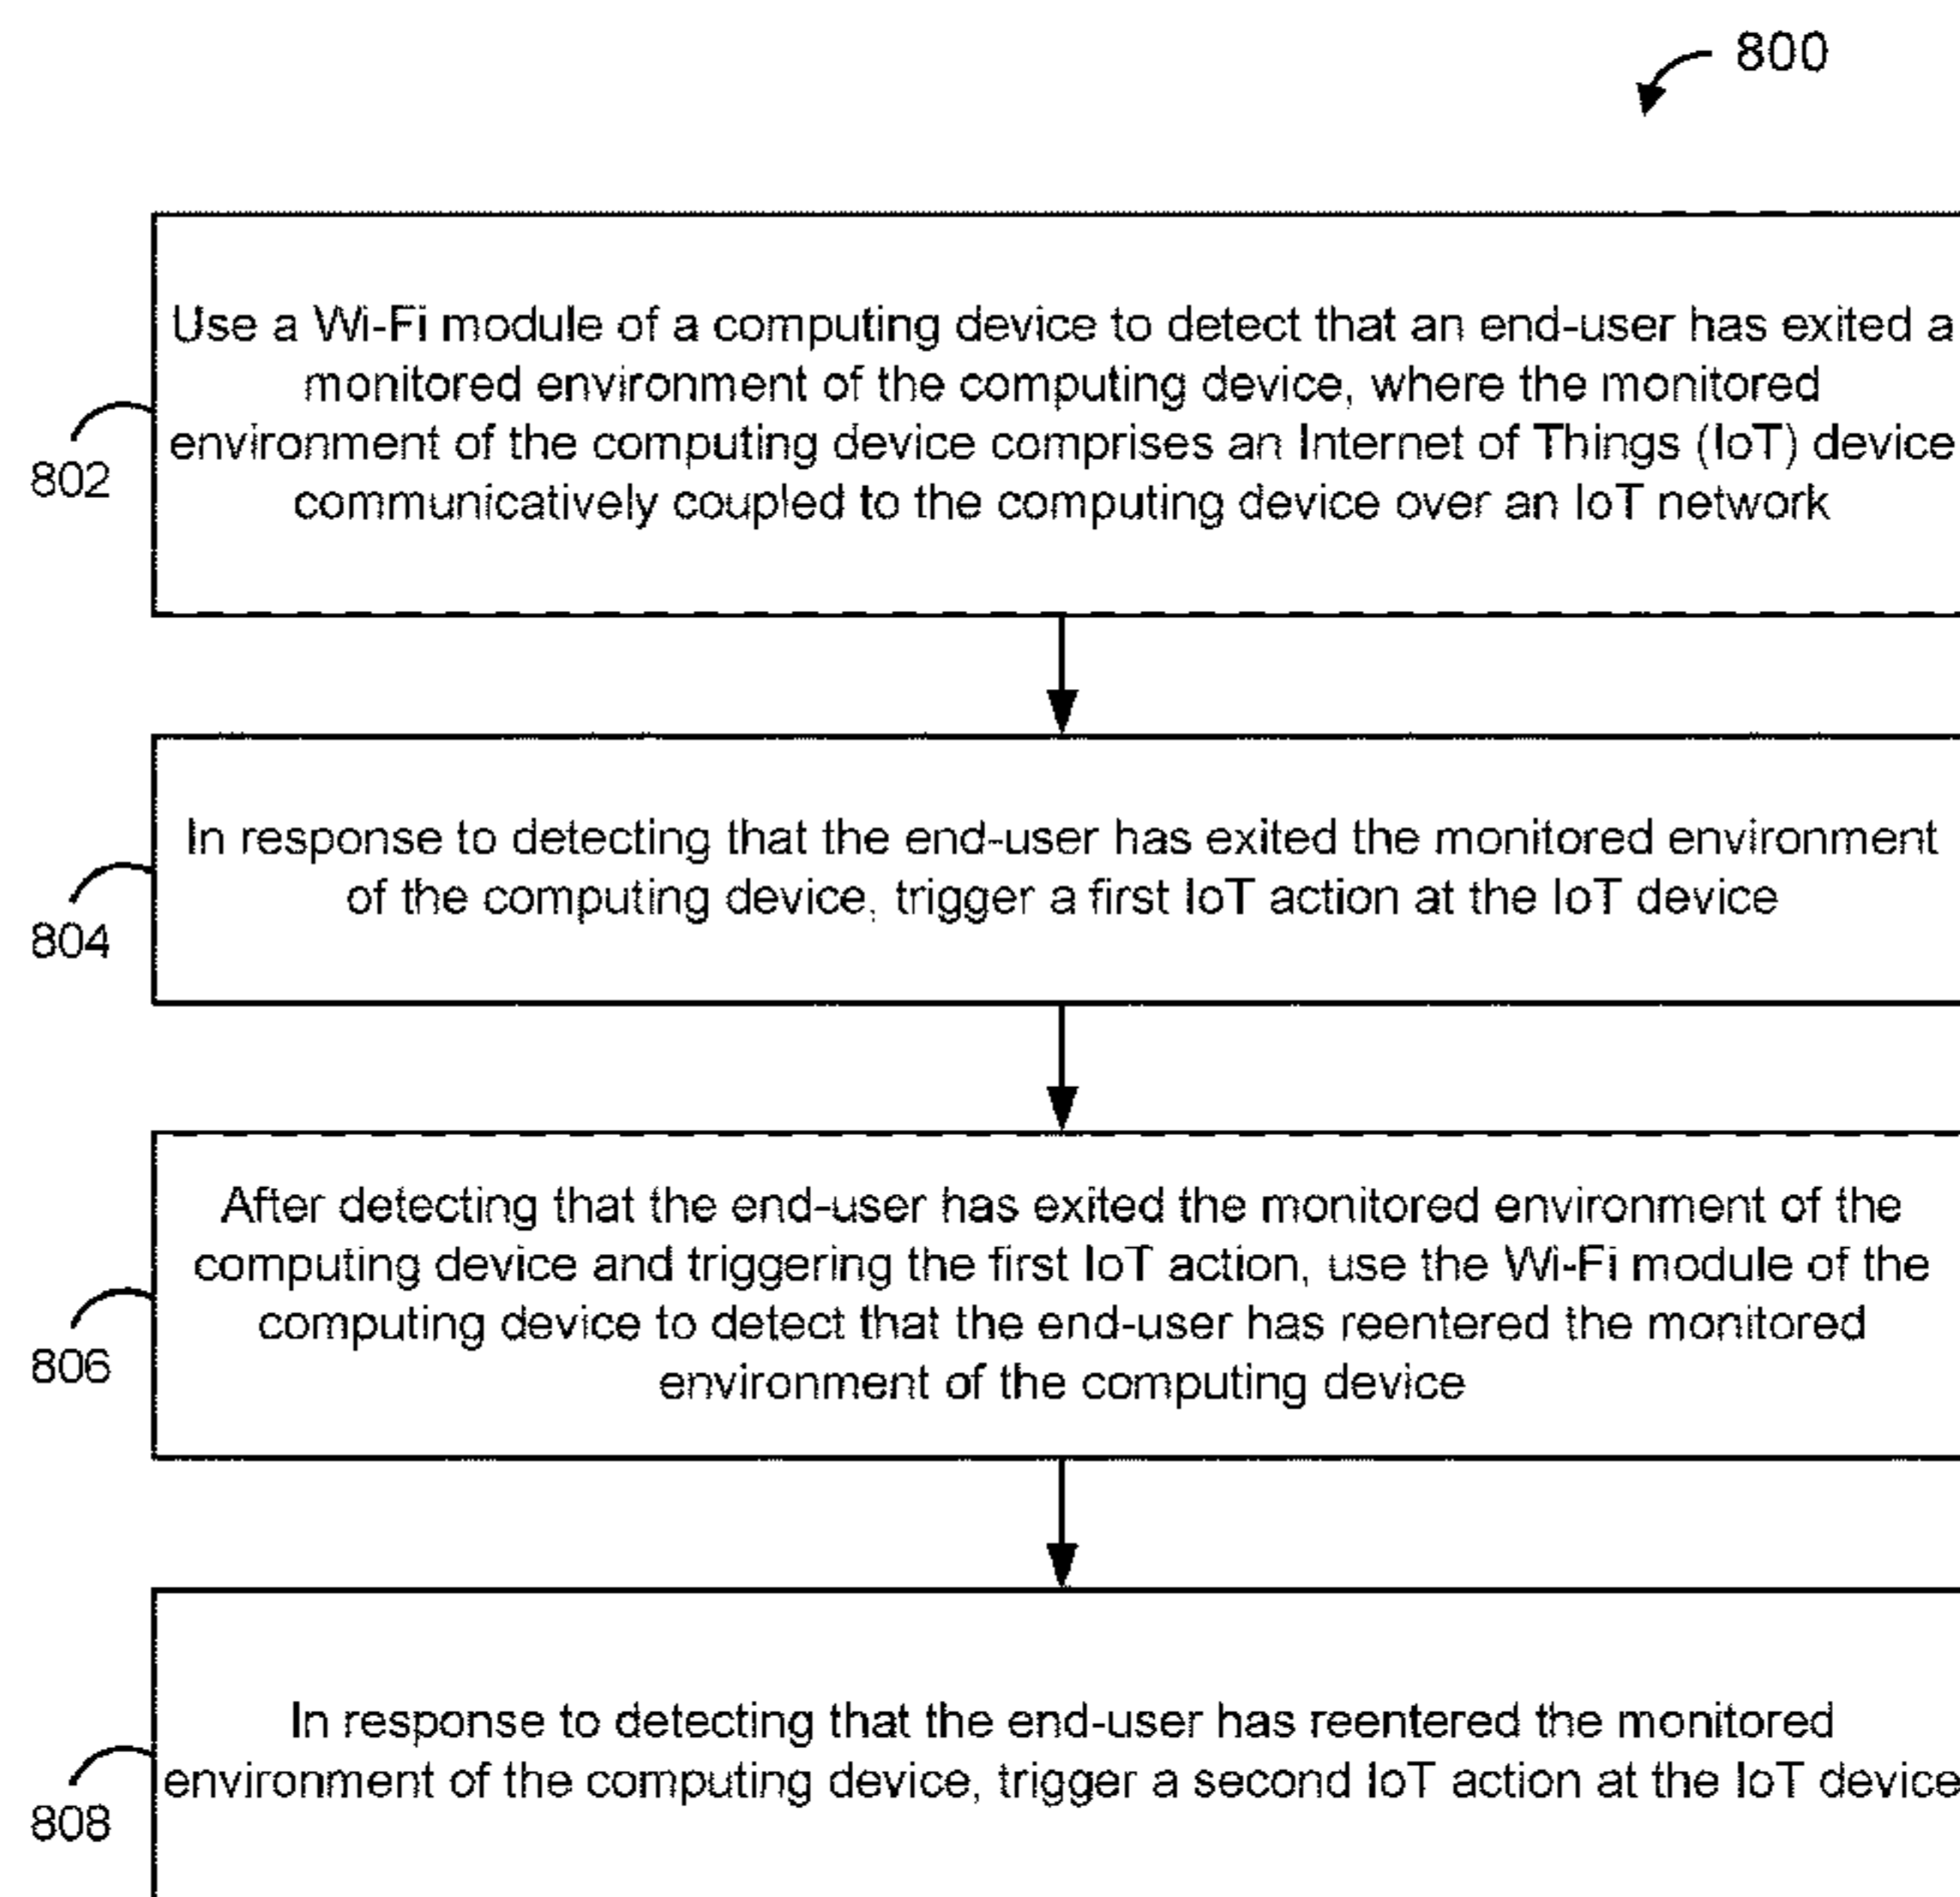 800
Use a Wi-Fi module of a computing device to detect that an end-user has exited a
monitored environment of the computing device, where the monitored
environment of the computing device comprises an Internet of Things (IoT) device
communicatively coupled to the computing device over an IoT network
802
In response to detecting that the end-user has exited the monitored environment
of the computing device, trigger a first IoT action at the IoT device
804
After detecting that the end-user has exited the monitored environment of the
computing device and triggering the first IoT action, use the Wi-Fi module of the
computing device to detect that the end-user has reentered the monitored
environment of the computing device
806
In response to detecting that the end-user has reentered the monitored
environment of the computing device, trigger a second IoT action at the IoT device
808